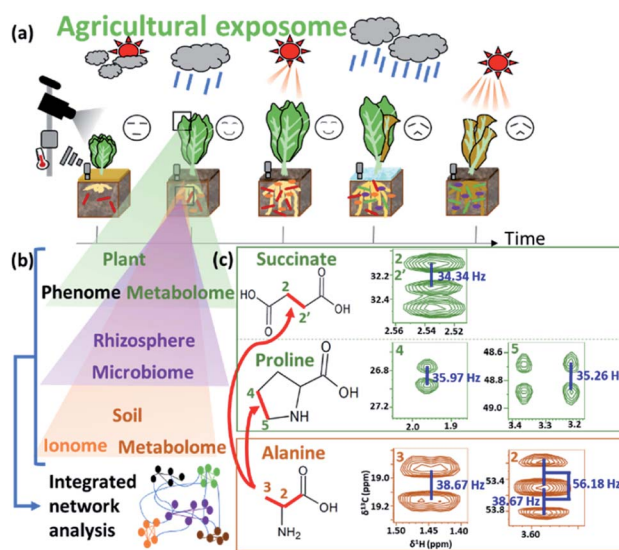 (a)
Agricultural exposome
Time
(b)
Plant
Phenome Metabolome
Rhizosphere
Microbiome
Soil
Ionome Metabolome
Integrated
network
analysis
(c)
Succinate
HO
O
2
2'
O
OH
2
2'
34.34 Hz
32.2
32.4
2.56 2.54 2.52
Proline
4
5
O
OH
NH
4
35.97 Hz
26.8
27.2
2.0 1.9
5
35.26 Hz
48.6
48.8
49.0
3.3 3.2
Alanine
3
2
O
OH
NH₂
3
38.67 Hz
19.0
19.2
δ¹³C (ppm)
1.50 1.45 1.40
δ¹H (ppm)
2
53.4
56.18 Hz
38.67 Hz
53.8
3.60